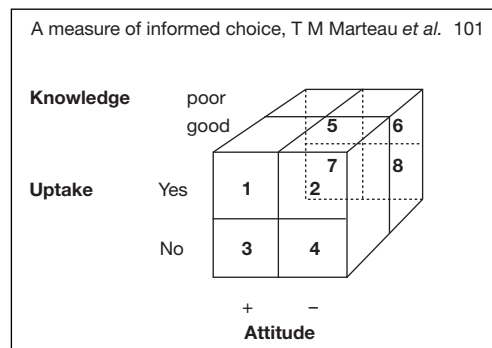 A measure of informed choice, T M Marteau et al. 101
Knowledge poor
good 5 6
7 8
Uptake Yes 1 2
No 3 4
+ −
Attitude